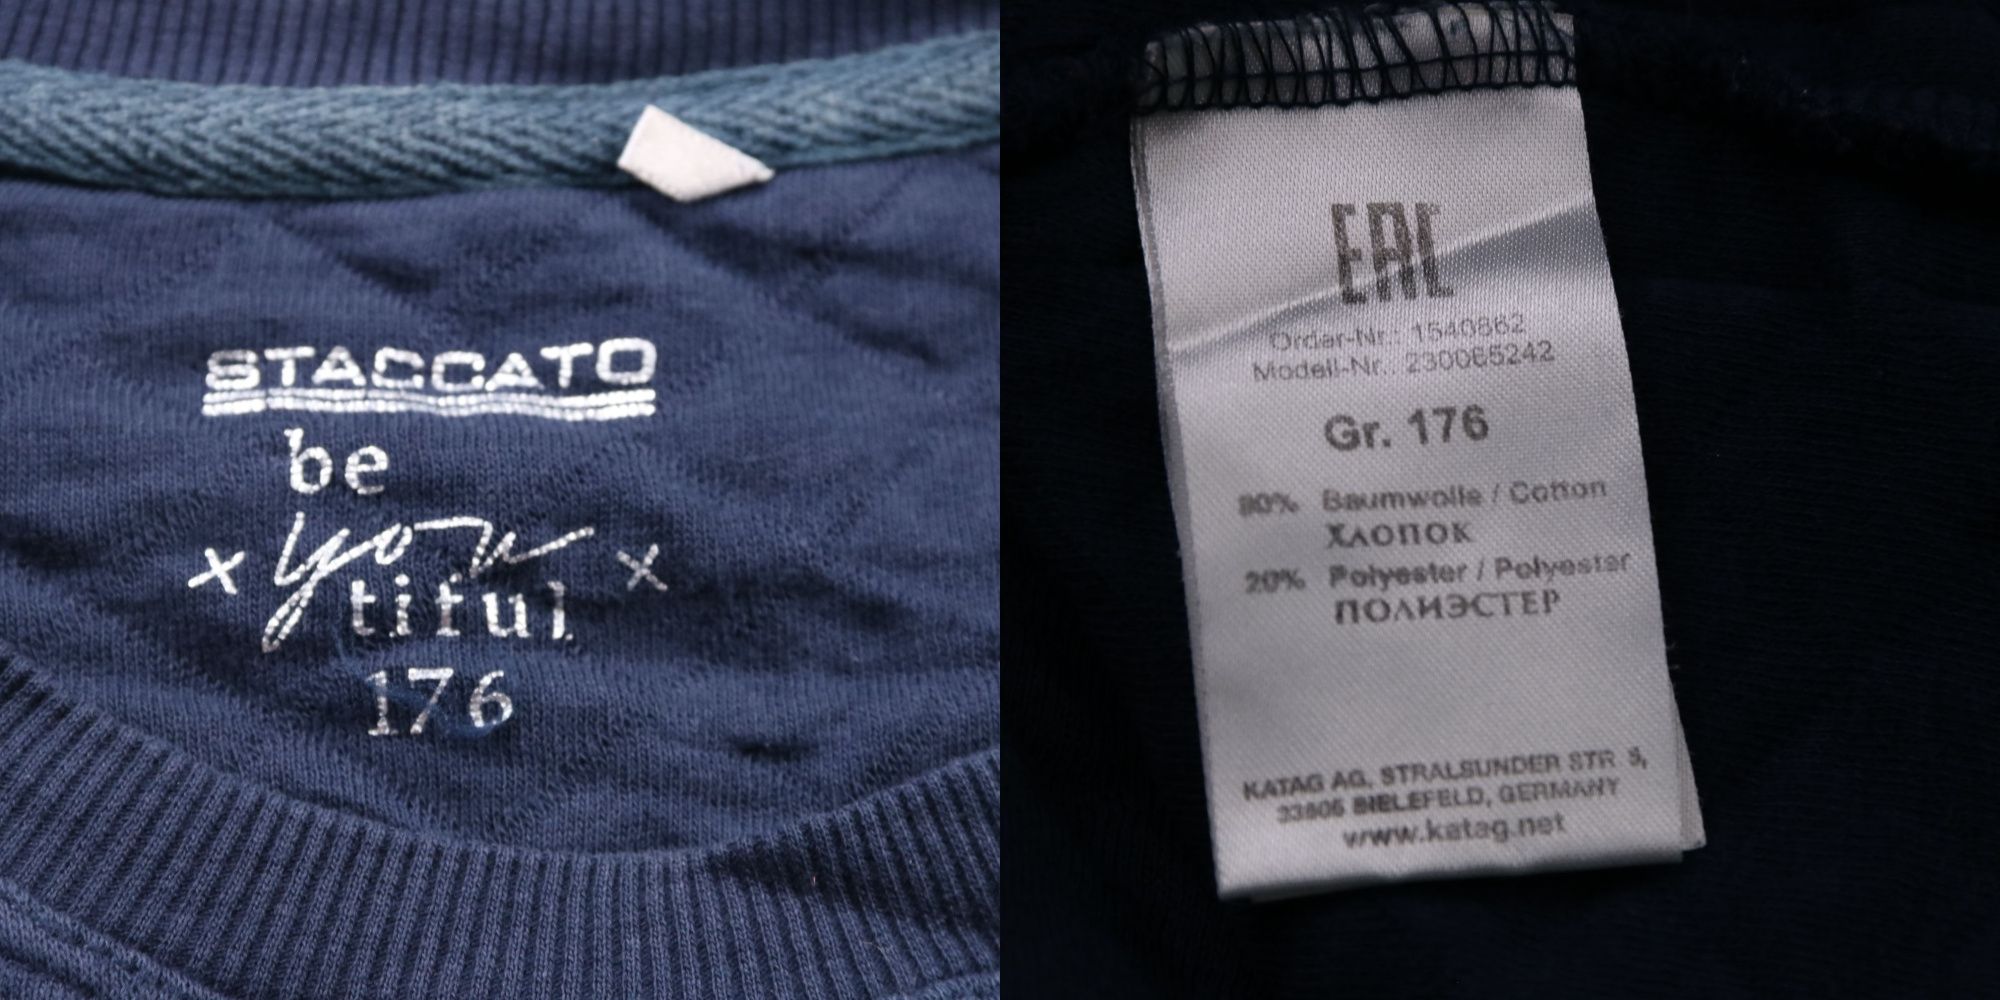 STACCATO
be
x you x
tiful
176
EAC
Order-Nr.: 1540862
Modell-Nr.: 230065242
Gr. 176
80% Baumwolle / Cotton
ХЛОПОК
20% Polyester / Polyester
ПОЛИЭСТЕР
KATAG AG, STRALSUNDER STR 5,
33605 BIELEFELD, GERMANY
www.katag.net